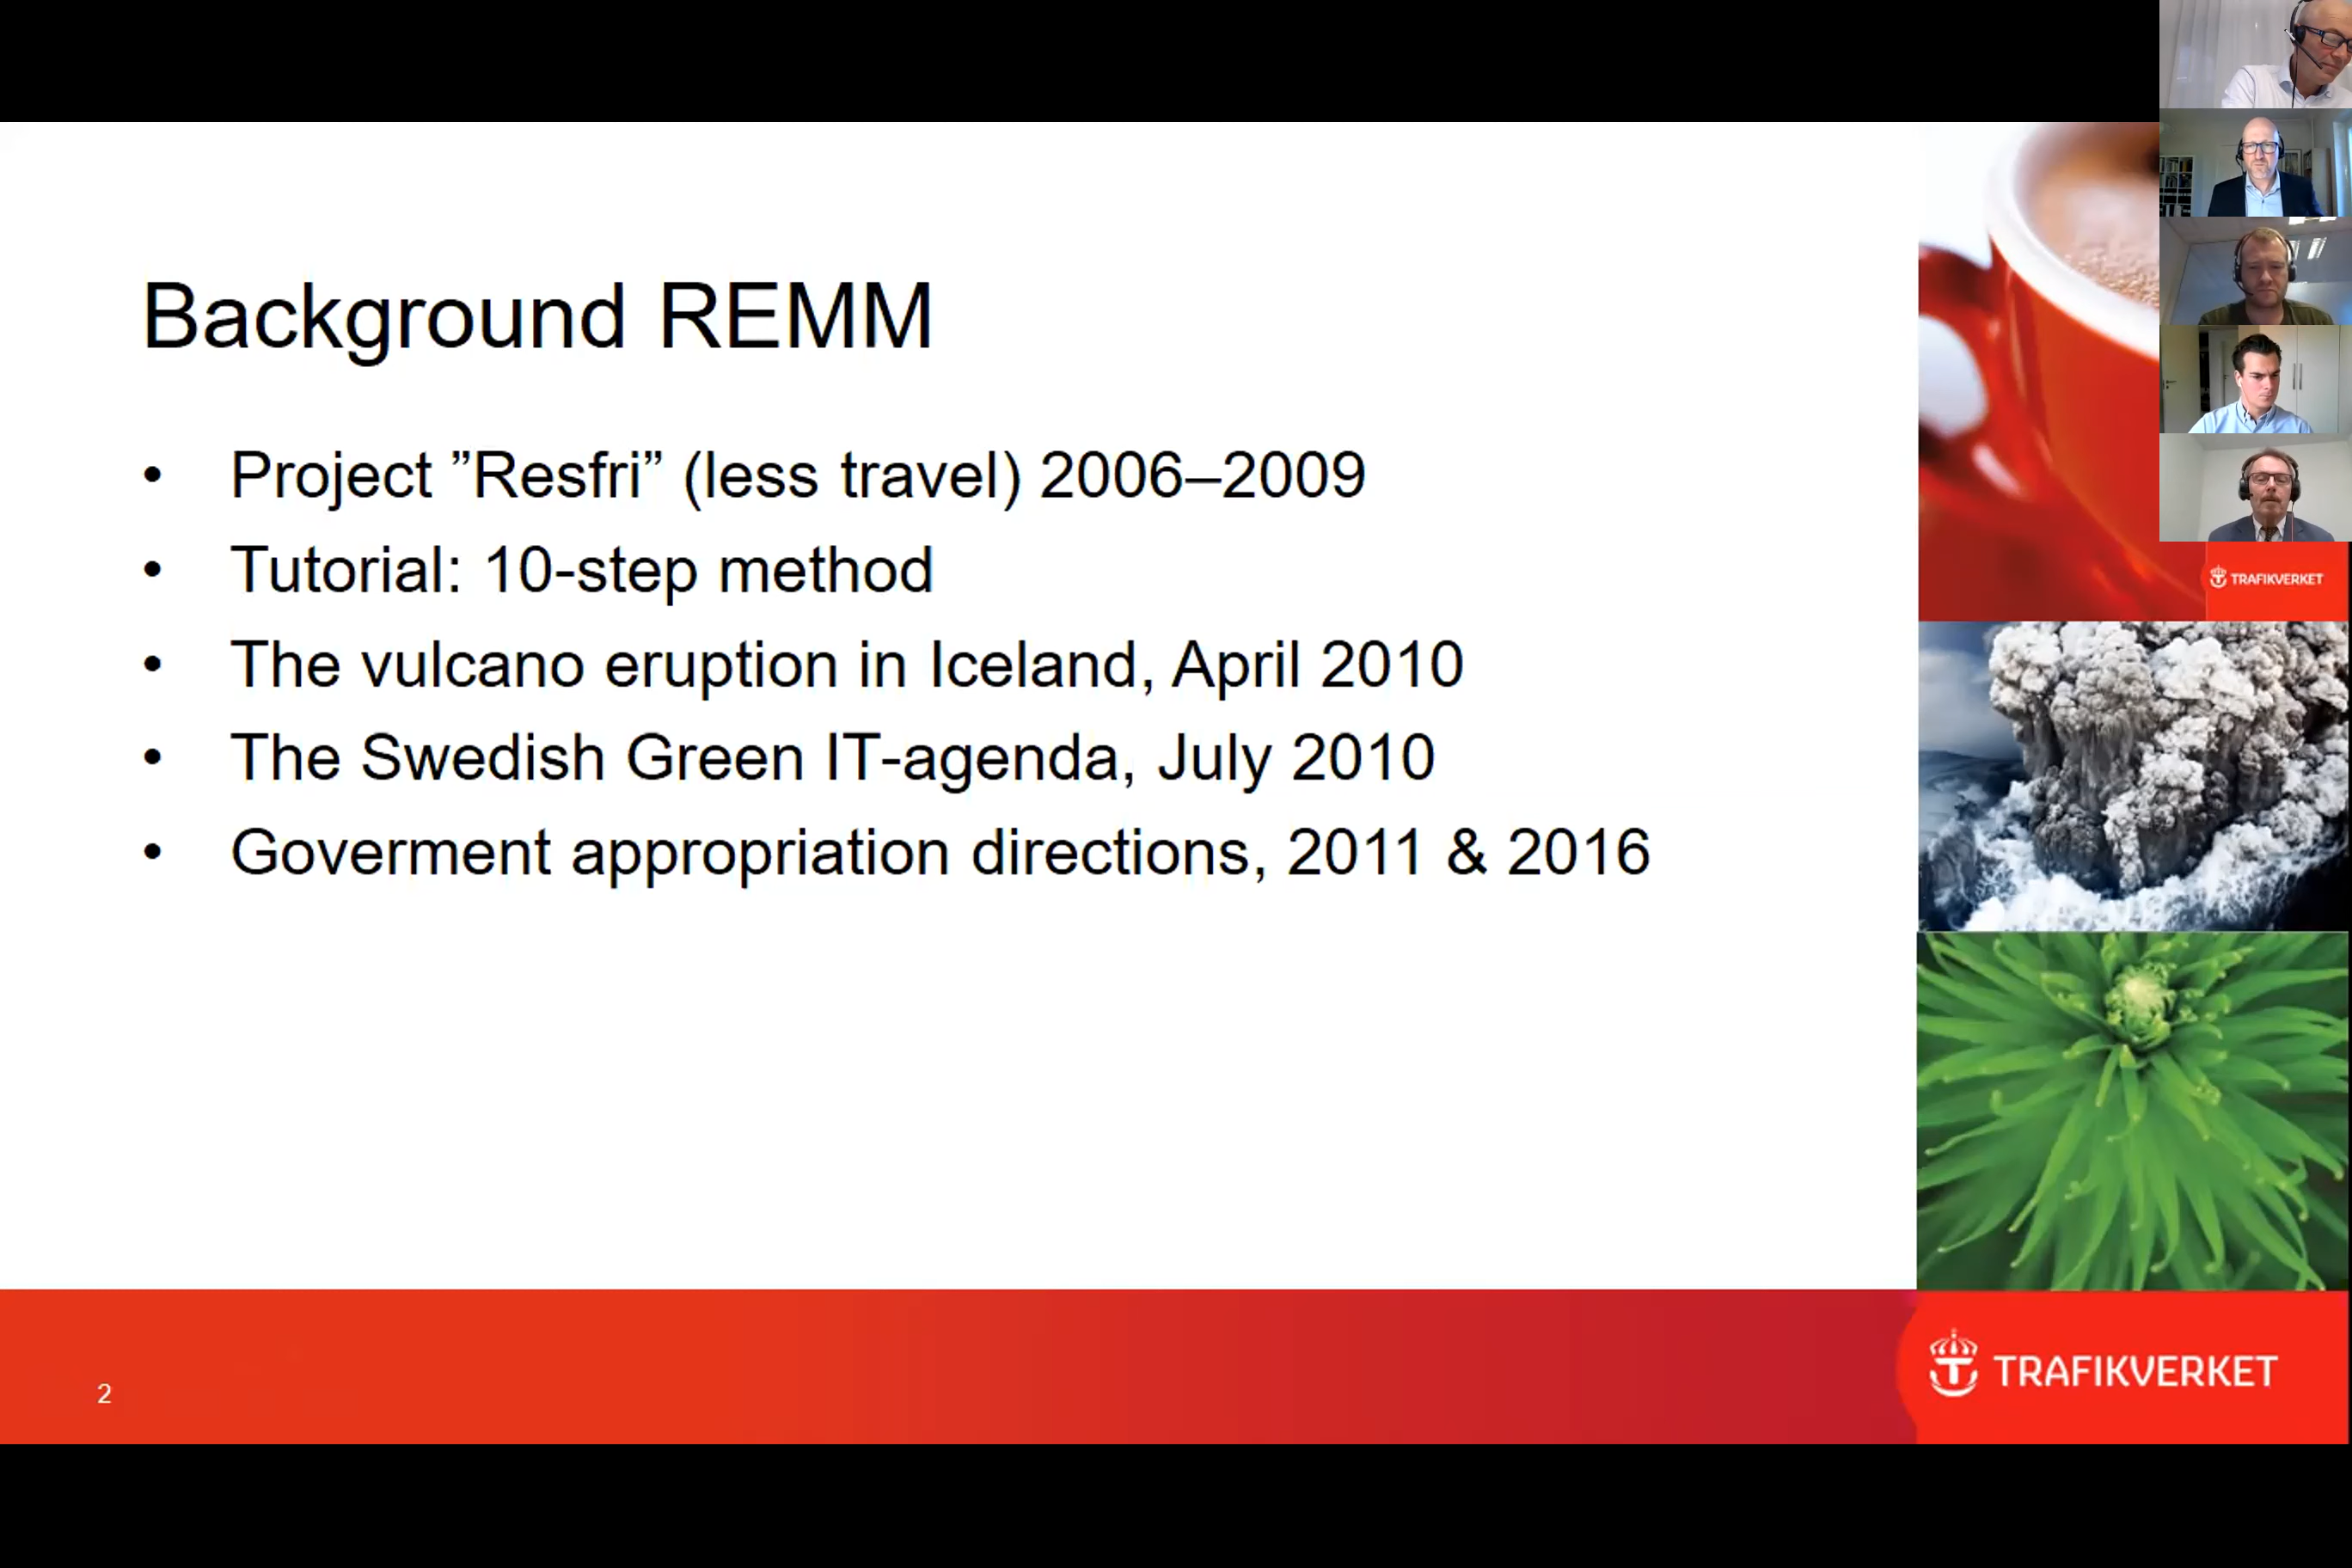 Background REMM
• Project ”Resfri” (less travel) 2006–2009
• Tutorial: 10-step method
• The vulcano eruption in Iceland, April 2010
• The Swedish Green IT-agenda, July 2010
• Goverment appropriation directions, 2011 & 2016
TRAFIKVERKET
2
TRAFIKVERKET